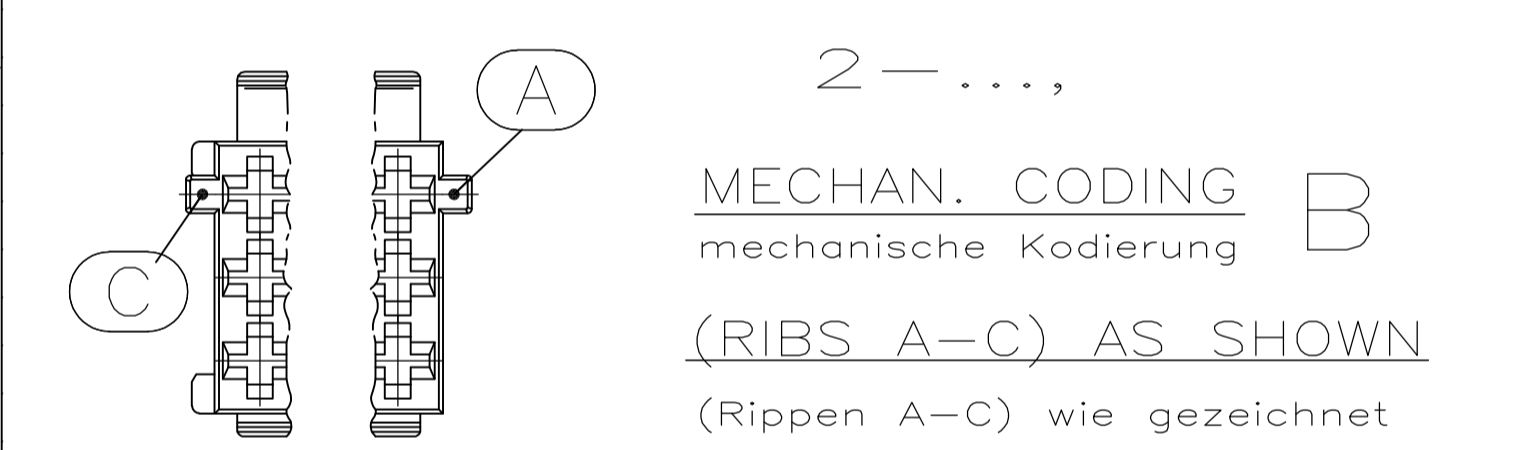 A
C
2–...,
MECHAN. CODING B
mechanische Kodierung
(RIBS A–C) AS SHOWN
(Rippen A–C) wie gezeichnet